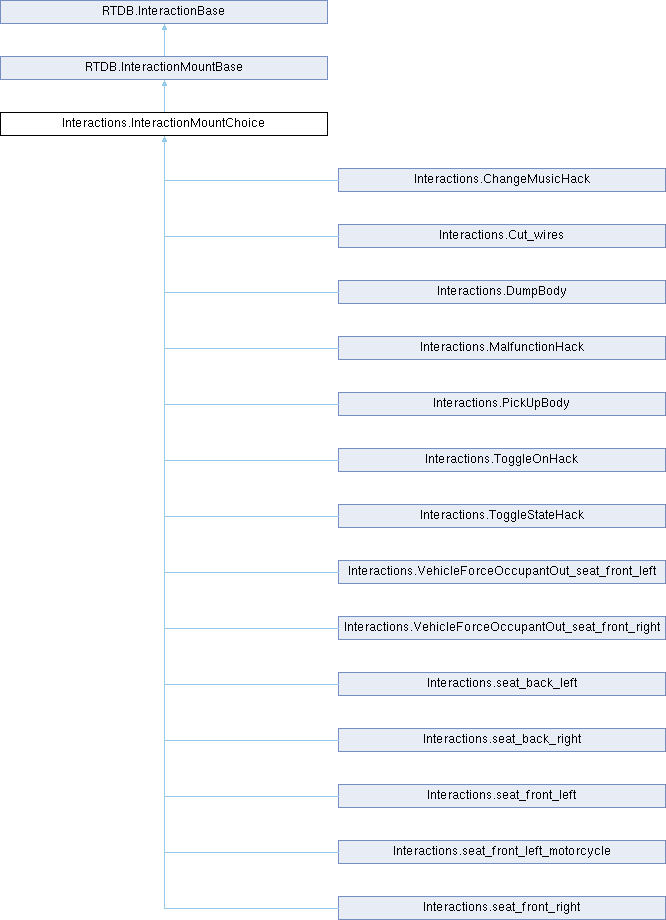 RTDB.InteractionBase
RTDB.InteractionMountBase
Interactions.InteractionMountChoice
Interactions.ChangeMusicHack
Interactions.Cut_wires
Interactions.DumpBody
Interactions.MalfunctionHack
Interactions.PickUpBody
Interactions.ToggleOnHack
Interactions.ToggleStateHack
Interactions.VehicleForceOccupantOut_seat_front_left
Interactions.VehicleForceOccupantOut_seat_front_right
Interactions.seat_back_left
Interactions.seat_back_right
Interactions.seat_front_left
Interactions.seat_front_left_motorcycle
Interactions.seat_front_right